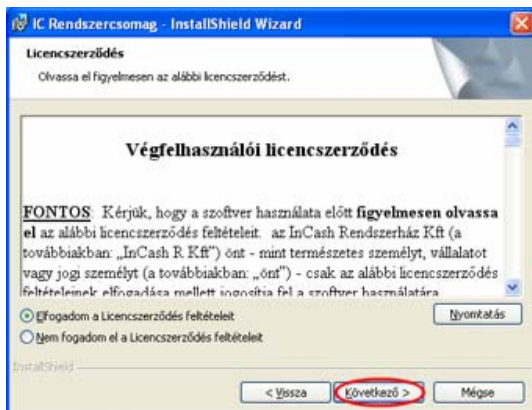 IC Rendszercsomag - InstallShield Wizard
Licencszerződés
Olvassa el figyelmesen az alábbi licencszerződést.
Végfelhasználói licencszerződés
FONTOS: Kérjük, hogy a szoftver használata előtt figyelmesen olvassa
el az alábbi licencszerződés feltételeit. az InCash Rendszerház Kft (a
továbbiakban: „InCash R Kft”) önt - mint természetes személyt, vállalatot
vagy jogi személyt (a továbbiakban: „önt”) - csak az alábbi licencszerződés
feltételeinek elfogadása mellett jogosítja fel a szoftver használatára
Elfogadom a Licencszerződés feltételeit
Nem fogadom el a Licencszerződés feltételeit
Nyomtatás
InstallShield
< Vissza
Következő >
Mégse